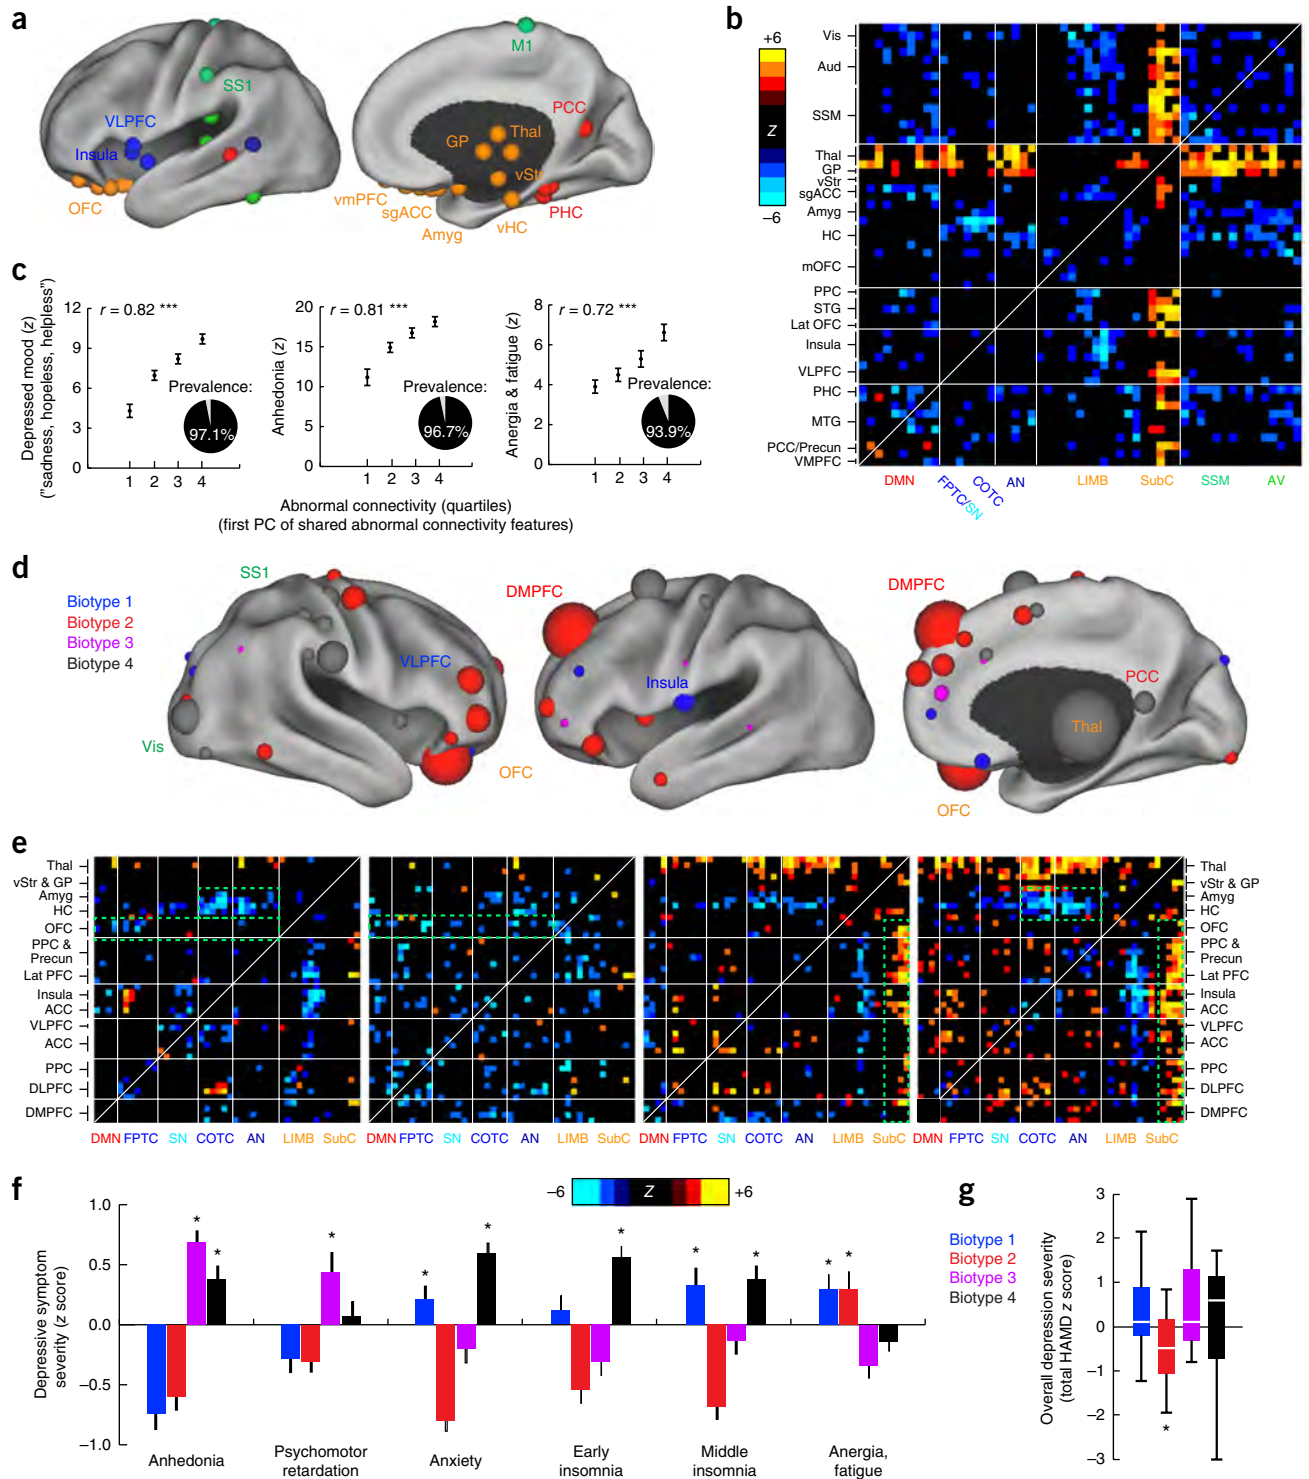 a
SS1
VLPFC
Insula
OFC
M1
PCC
Thal
GP
vStr
vmPFC
sgACC
Amyg
vHC
PHC
b
+6
Z
–6
Vis
Aud
SSM
Thal
GP
vStr
sgACC
Amyg
HC
mOFC
PPC
STG
Lat OFC
Insula
VLPFC
PHC
MTG
PCC/Precun
VMPFC
DMN
FPTC/SN
COTC
AN
LIMB
SubC
SSM
AV
c
Depressed mood (z)
("sadness, hopeless, helpless")
12
9
6
3
0
r = 0.82 ***
Prevalence:
97.1%
1 2 3 4
Anhedonia (z)
20
15
10
5
0
r = 0.81 ***
Prevalence:
96.7%
1 2 3 4
Anergia & fatigue (z)
8
6
4
2
0
r = 0.72 ***
Prevalence:
93.9%
1 2 3 4
Abnormal connectivity (quartiles)
(first PC of shared abnormal connectivity features)
d
Biotype 1
Biotype 2
Biotype 3
Biotype 4
SS1
VLPFC
Vis
OFC
DMPFC
Insula
DMPFC
PCC
Thal
OFC
e
Thal
vStr & GP
Amyg
HC
OFC
PPC &
Precun
Lat PFC
Insula
ACC
VLPFC
ACC
PPC
DLPFC
DMPFC
Thal
vStr & GP
Amyg
HC
OFC
PPC &
Precun
Lat PFC
Insula
ACC
VLPFC
ACC
PPC
DLPFC
DMPFC
DMN FPTC SN COTC AN LIMB SubC
DMN FPTC SN COTC AN LIMB SubC
DMN FPTC SN COTC AN LIMB SubC
DMN FPTC SN COTC AN LIMB SubC
f
–6 Z +6
Depressive symptom
severity (z score)
1.0
0.5
0.0
–0.5
–1.0
* * * * * * * * * *
Anhedonia
Psychomotor
retardation
Anxiety
Early
insomnia
Middle
insomnia
Anergia,
fatigue
g
Biotype 1
Biotype 2
Biotype 3
Biotype 4
Overall depression severity
(total HAMD z score)
3
2
1
0
–1
–2
–3
*